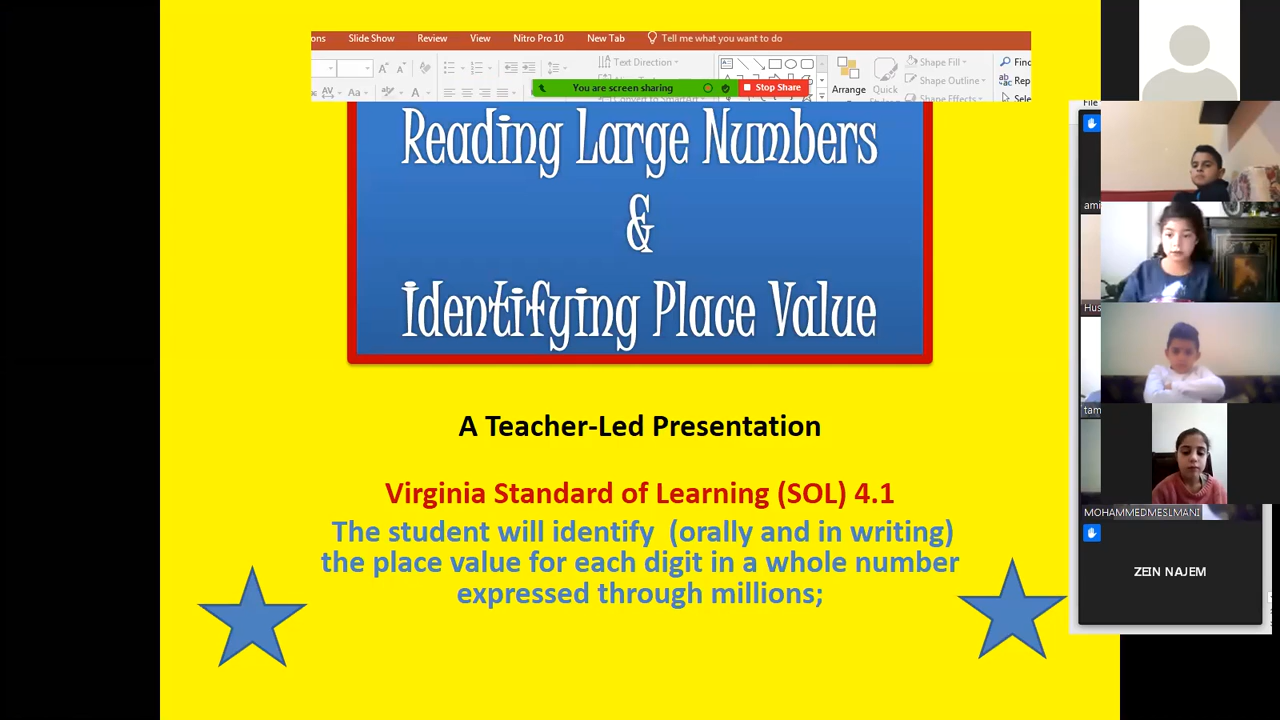 ons Slide Show Review View Nitro Pro 10 New Tab Tell me what you want to do
Text Direction Shape Fill Find
Shape Outline
Arrange Quick Shape Effects
You are screen sharing Stop Share
File
Reading Large Numbers
&
Identifying Place Value
A Teacher-Led Presentation
Virginia Standard of Learning (SOL) 4.1
The student will identify (orally and in writing)
the place value for each digit in a whole number
expressed through millions;
ami
Hus
tam
MOHAMMEDMESLMANI
ZEIN NAJEM